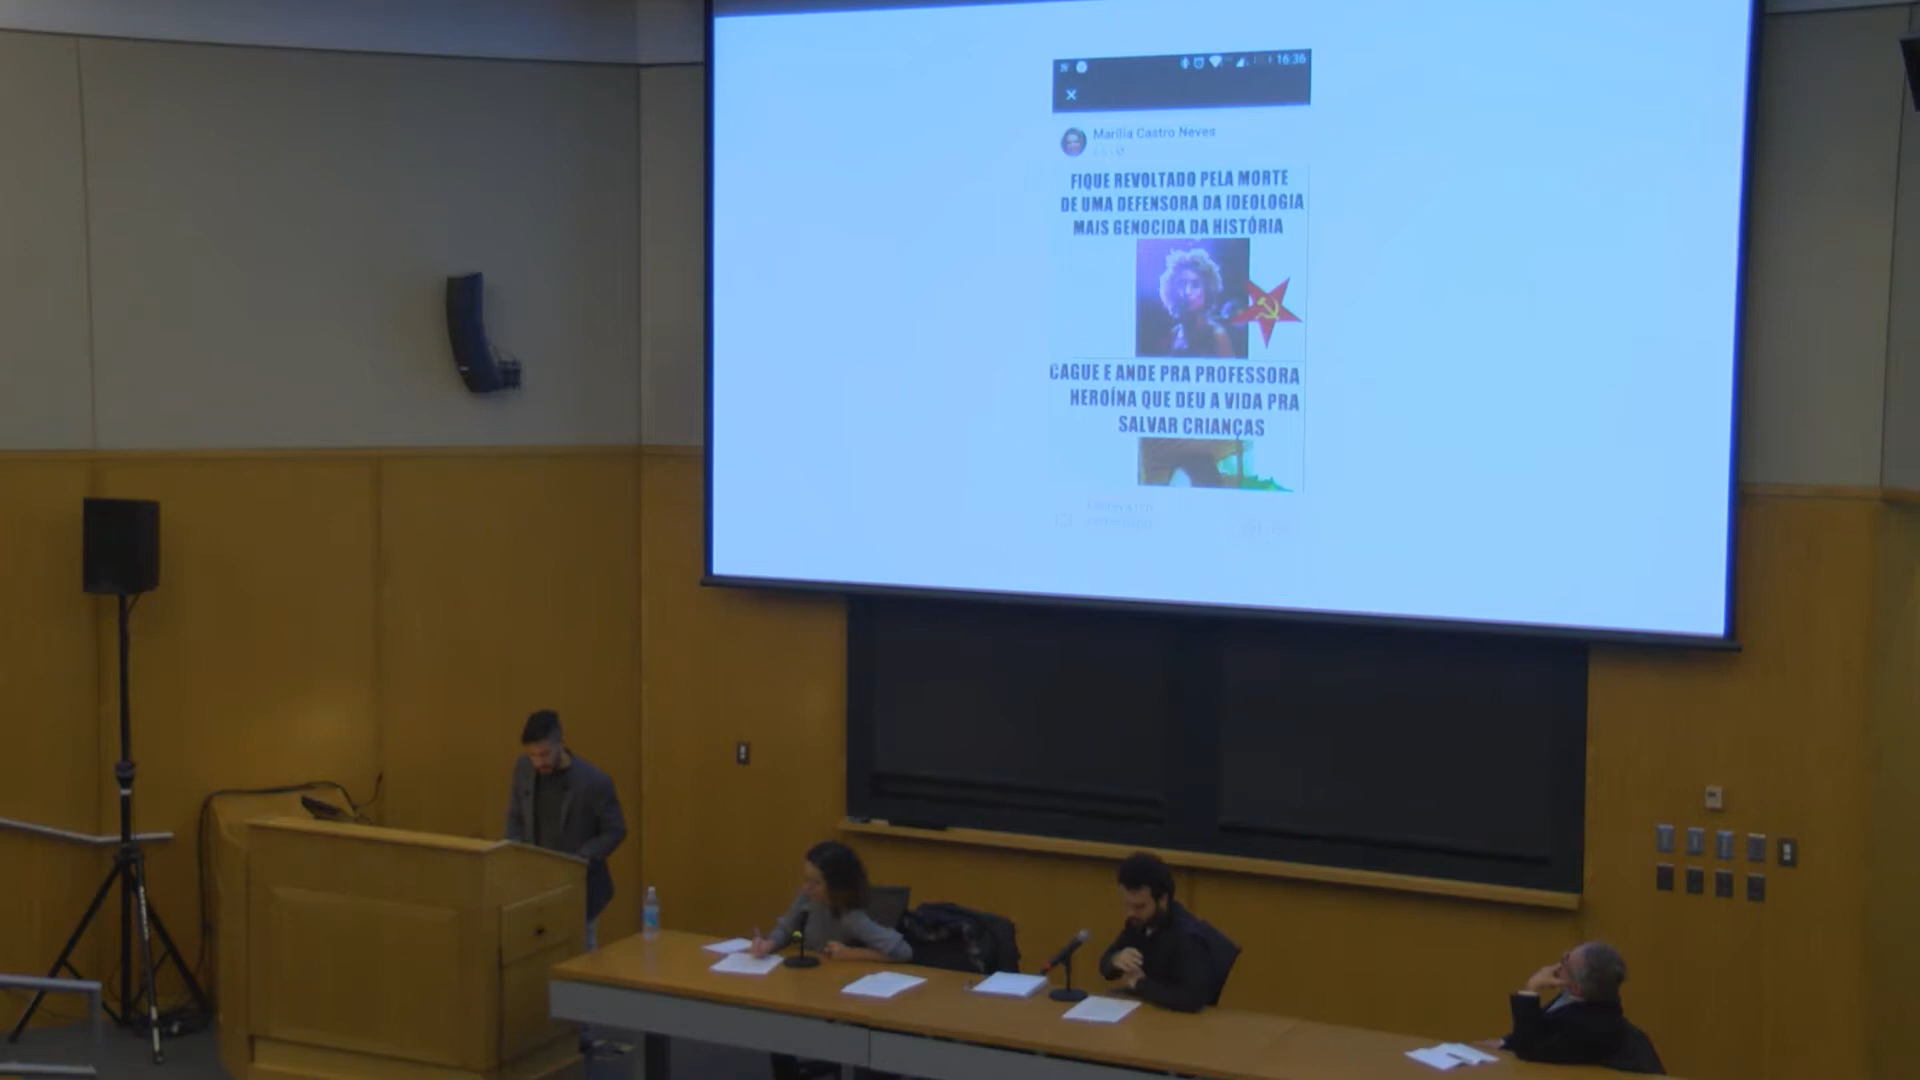 16:36
Marilia Castro Neves
FIQUE REVOLTADO PELA MORTE
DE UMA DEFENSORA DA IDEOLOGIA
MAIS GENOCIDA DA HISTÓRIA
CAGUE E ANDE PRA PROFESSORA
HEROÍNA QUE DEU A VIDA PRA
SALVAR CRIANÇAS